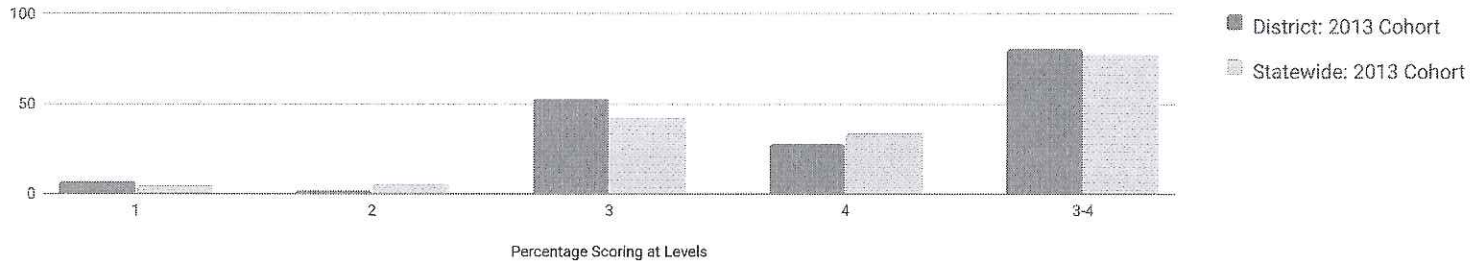 100
50
0
1
2
3
4
3-4
Percentage Scoring at Levels
District: 2013 Cohort
Statewide: 2013 Cohort